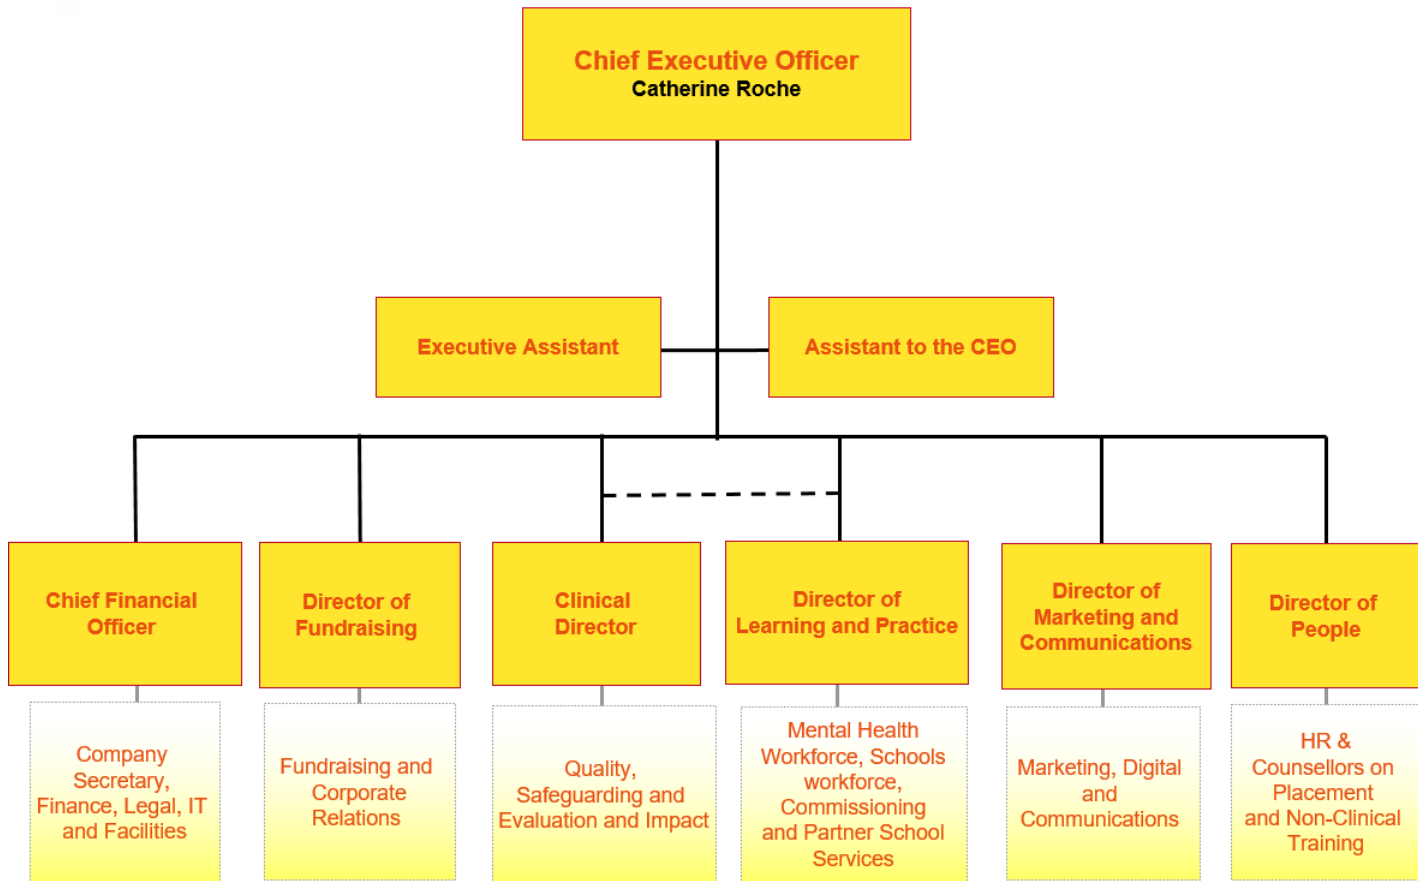 Chief Executive Officer
Catherine Roche
Executive Assistant
Assistant to the CEO
Chief Financial
Officer
Director of
Fundraising
Clinical
Director
Director of
Learning and Practice
Director of
Marketing and
Communications
Director of
People
Company
Secretary,
Finance, Legal, IT
and Facilities
Fundraising and
Corporate
Relations
Quality,
Safeguarding and
Evaluation and Impact
Mental Health
Workforce, Schools
workforce,
Commissioning
and Partner School
Services
Marketing, Digital
and
Communications
HR &
Counsellors on
Placement
and Non-Clinical
Training